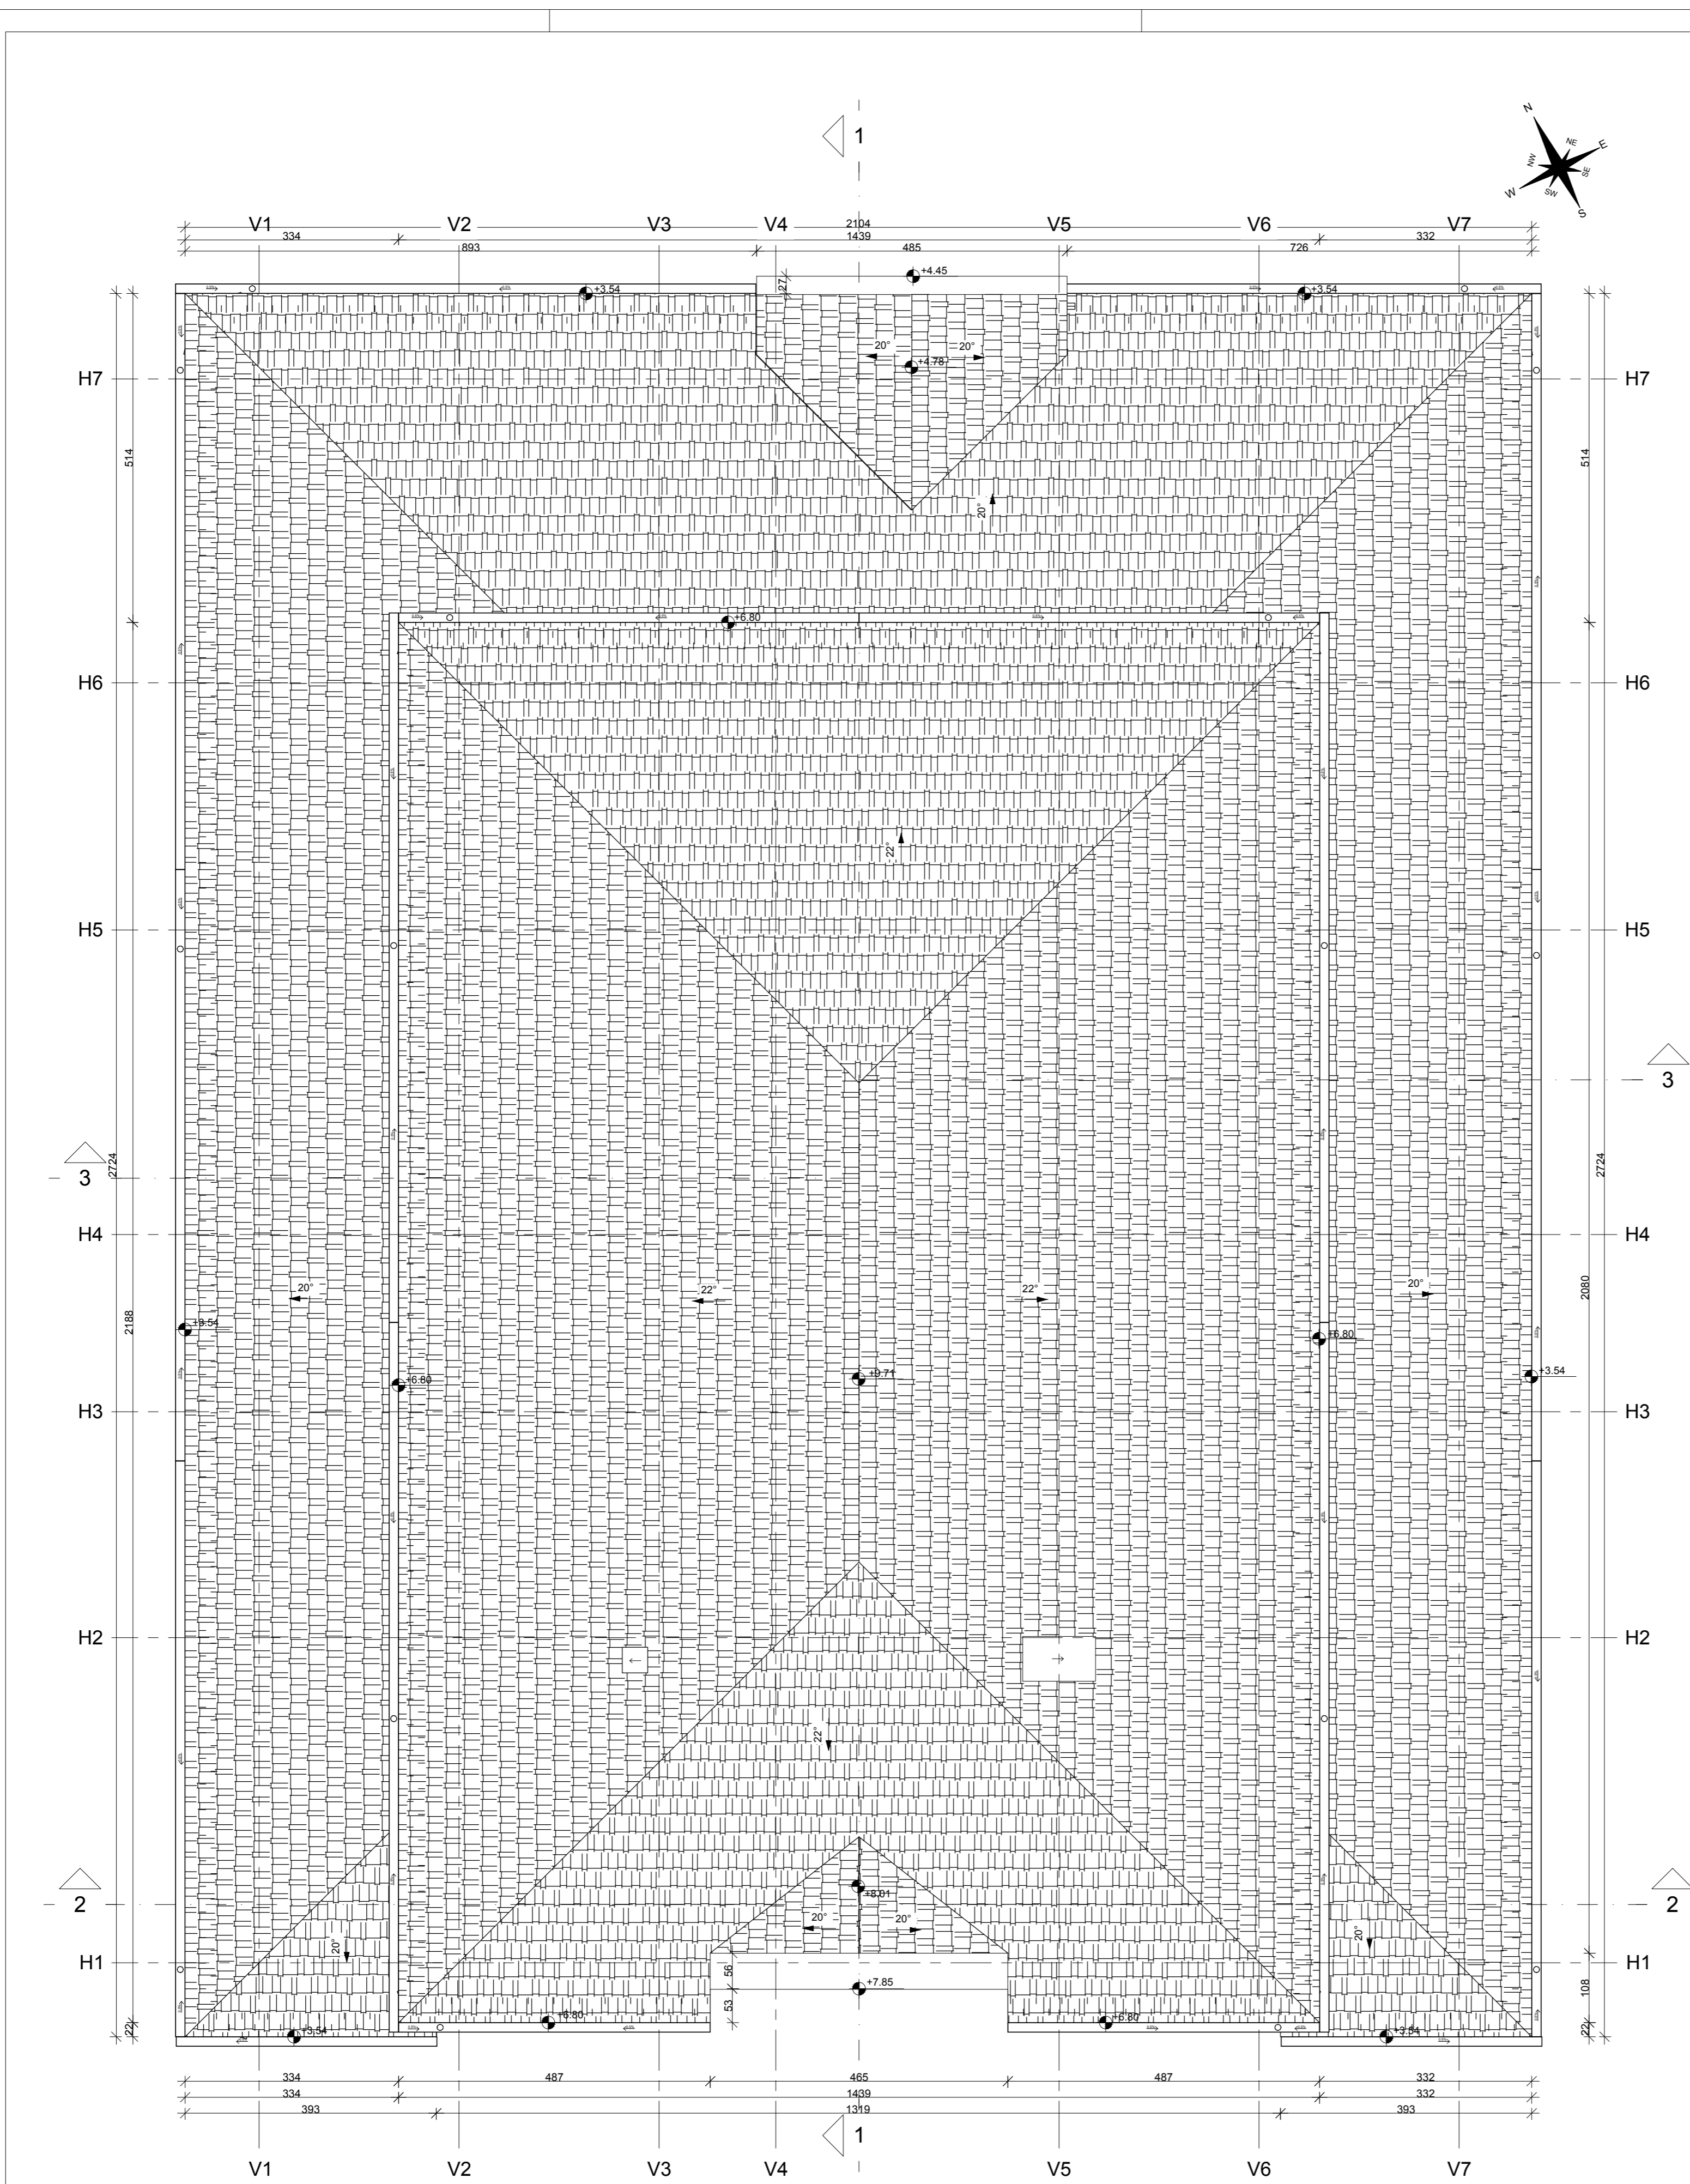 1
N
NE
E
NW
SE
W
SW
S
V1 V2 V3 V4 V5 V6 V7
2104
334 1439 332
893 485 726
+4.45
27
+3.54 +3.54
20° 20°
+4.78
H7 H7
514 514
20°
+6.80
H6 H6
22°
H5 H5
3
3
2724 2724
H4 H4
20° 22° 22° 20°
2188 2080
+3.54 +6.80 +3.54
+6.80 +9.71
H3 H3
H2 H2
22°
2 2
+8.01
20° 20°
20° 20°
H1 H1
56
+7.85
108
53
22 +3.54 +6.80 +6.80 +3.54 22
334 487 465 487 332
334 1439 332
393 1319 393
1
V1 V2 V3 V4 V5 V6 V7